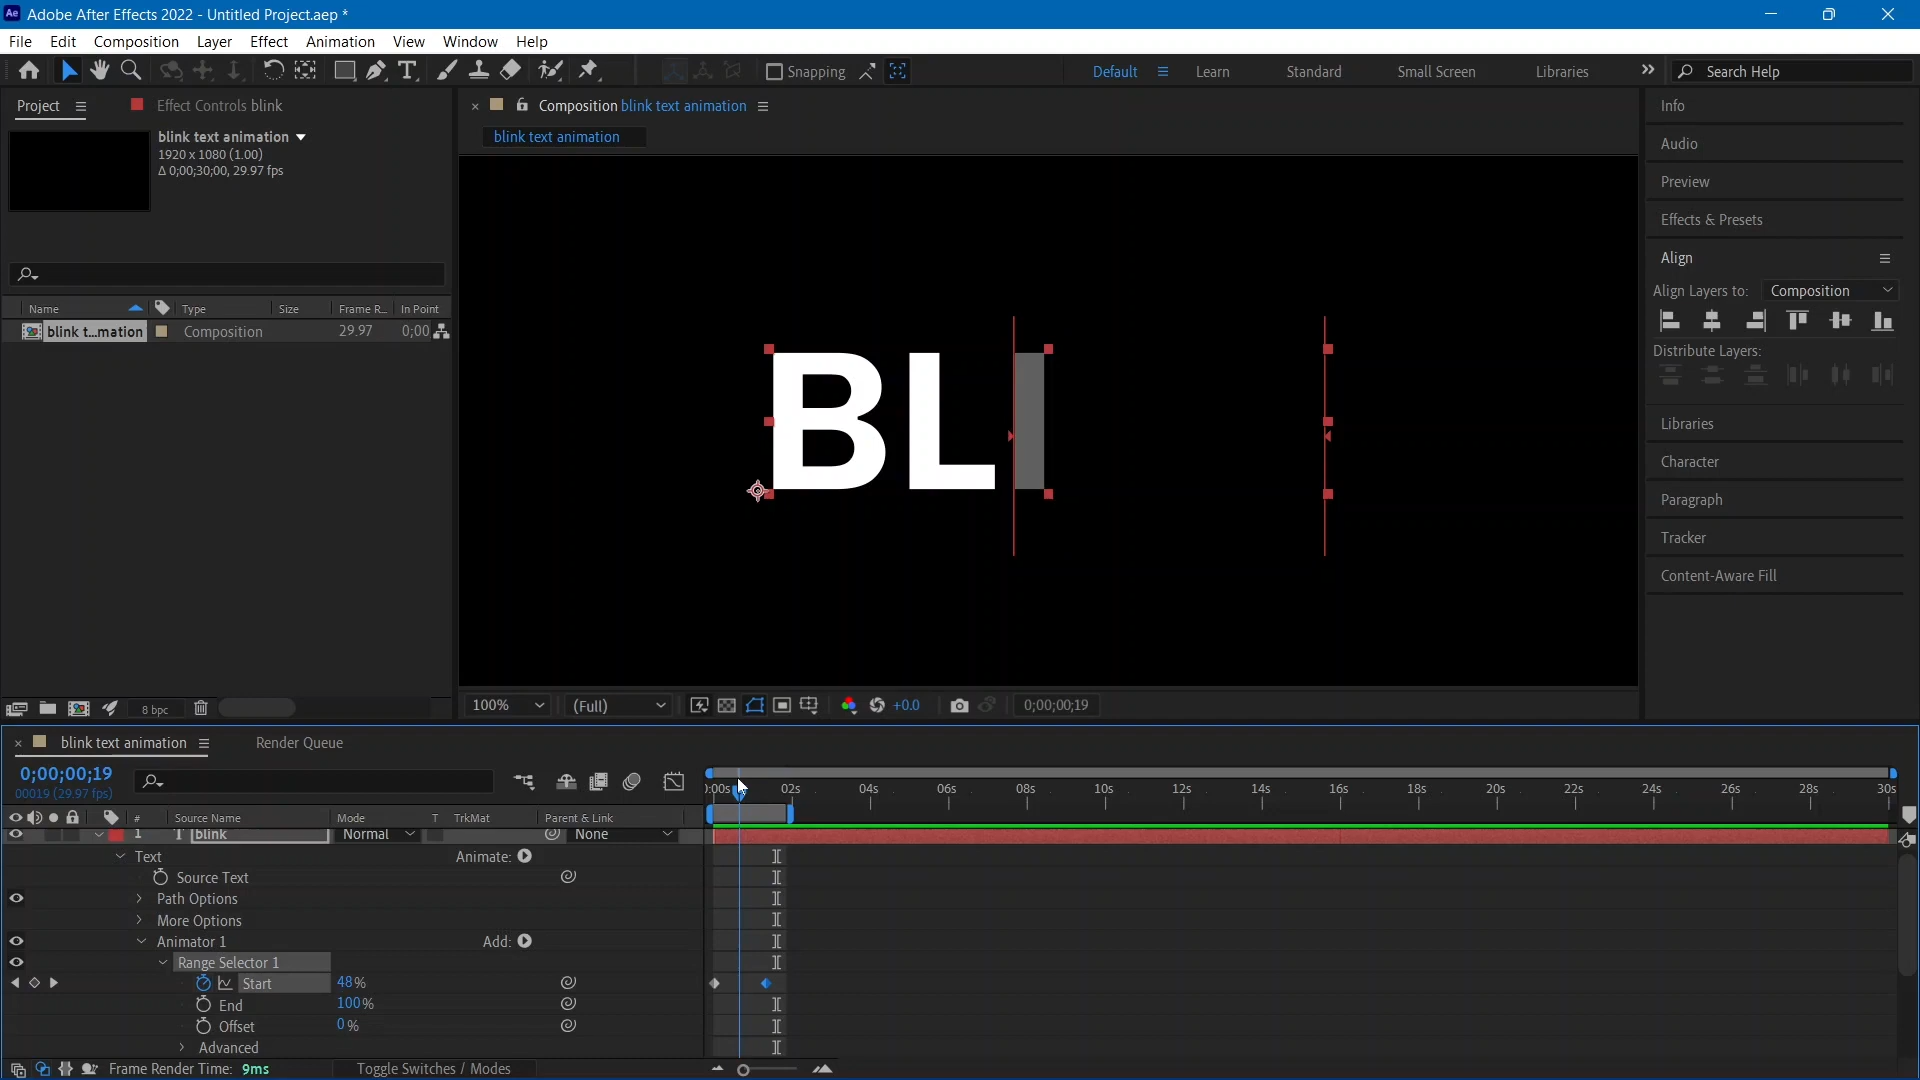 Ae Adobe After Effects 2022 - Untitled Project.aep *
File Edit Composition Layer Effect Animation View Window Help
Snapping Default Learn Standard Small Screen Libraries Search Help
Project Effect Controls blink
blink text animation
1920 x 1080 (1.00)
Δ 0;00;30;00, 29.97 fps
Name Type Size Frame R... In Point
blink t...mation Composition 29.97 0;00
8 bpc
Composition blink text animation
blink text animation
BLI
100% (Full) +0.0 0;00;00;19
Info
Audio
Preview
Effects & Presets
Align
Align Layers to: Composition
Distribute Layers:
Libraries
Character
Paragraph
Tracker
Content-Aware Fill
blink text animation Render Queue
0;00;00;19
00019 (29.97 fps)
):00s 02s 04s 06s 08s 10s 12s 14s 16s 18s 20s 22s 24s 26s 28s 30s
# Source Name Mode T TrkMat Parent & Link
1 T blink Normal None
Text Animate:
Source Text
Path Options
More Options
Animator 1 Add:
Range Selector 1
Start 48%
End 100%
Offset 0%
Advanced
Frame Render Time: 9ms Toggle Switches / Modes